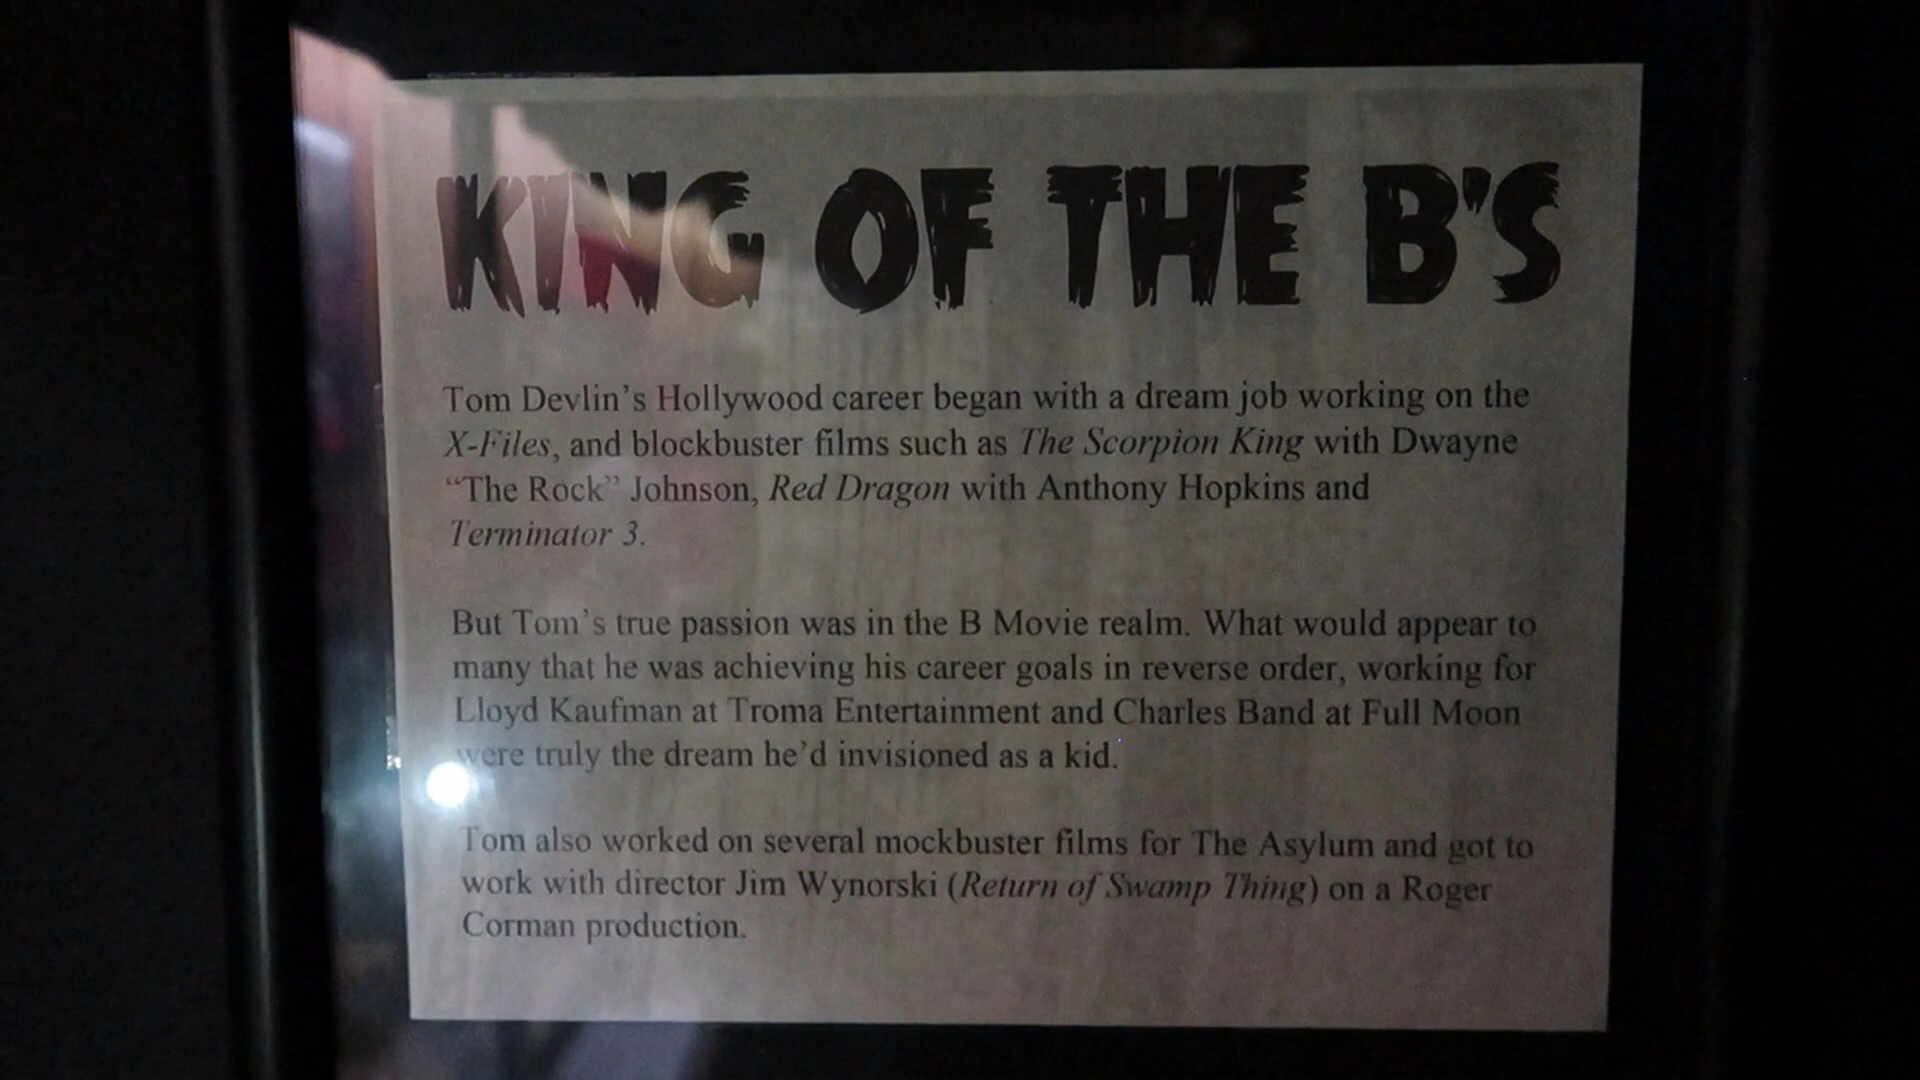 KING OF THE B'S
Tom Devlin's Hollywood career began with a dream job working on the
X-Files, and blockbuster films such as The Scorpion King with Dwayne
“The Rock” Johnson, Red Dragon with Anthony Hopkins and
Terminator 3.
But Tom's true passion was in the B Movie realm. What would appear to
many that he was achieving his career goals in reverse order, working for
Lloyd Kaufman at Troma Entertainment and Charles Band at Full Moon
were truly the dream he'd invisioned as a kid.
Tom also worked on several mockbuster films for The Asylum and got to
work with director Jim Wynorski (Return of Swamp Thing) on a Roger
Corman production.